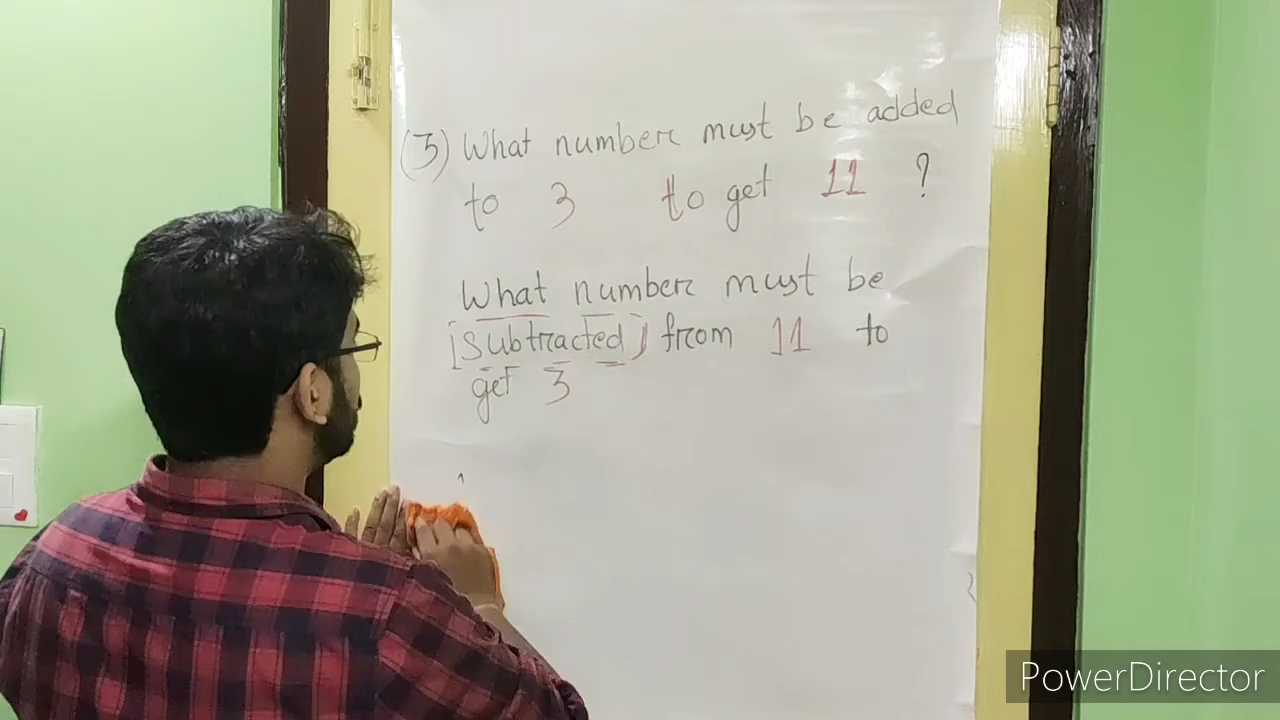 (3) What number must be added
to 3 to get 11 ?
What number must be
[subtracted] from 11 to
get 3
PowerDirector